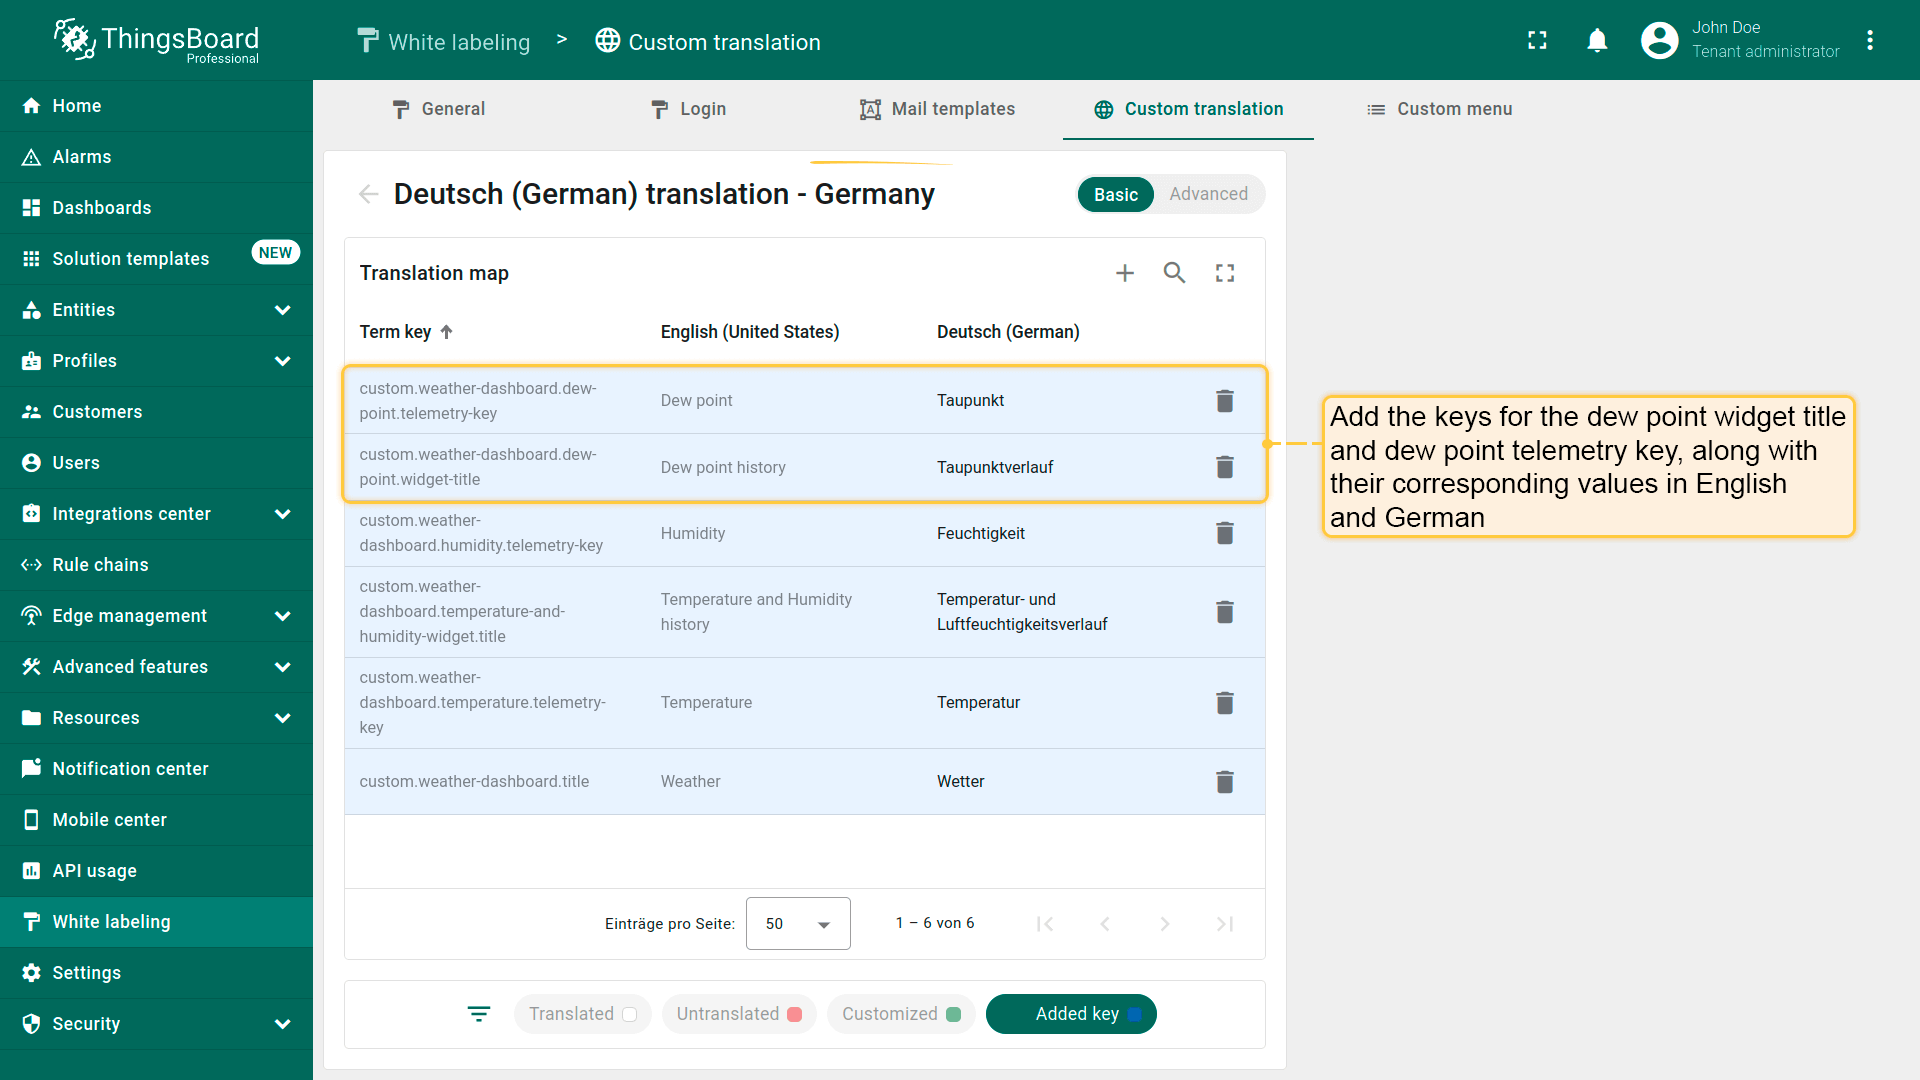 ThingsBoard
Professional
White labeling > Custom translation
John Doe
Tenant administrator
Home
Alarms
Dashboards
Solution templates NEW
Entities
Profiles
Customers
Users
Integrations center
Rule chains
Edge management
Advanced features
Resources
Notification center
Mobile center
API usage
White labeling
Settings
Security
General Login Mail templates Custom translation Custom menu
Deutsch (German) translation - Germany
Basic Advanced
Translation map
Term key English (United States) Deutsch (German)
custom.weather-dashboard.dew-
point.telemetry-key
Dew point
Taupunkt
custom.weather-dashboard.dew-
point.widget-title
Dew point history
Taupunktverlauf
custom.weather-
dashboard.humidity.telemetry-key
Humidity
Feuchtigkeit
custom.weather-
dashboard.temperature-and-
humidity-widget.title
Temperature and Humidity
history
Temperatur- und
Luftfeuchtigkeitsverlauf
custom.weather-
dashboard.temperature.telemetry-
key
Temperature
Temperatur
custom.weather-dashboard.title
Weather
Wetter
Einträge pro Seite: 50 1 – 6 von 6
Translated Untranslated Customized Added key
Add the keys for the dew point widget title
and dew point telemetry key, along with
their corresponding values in English
and German